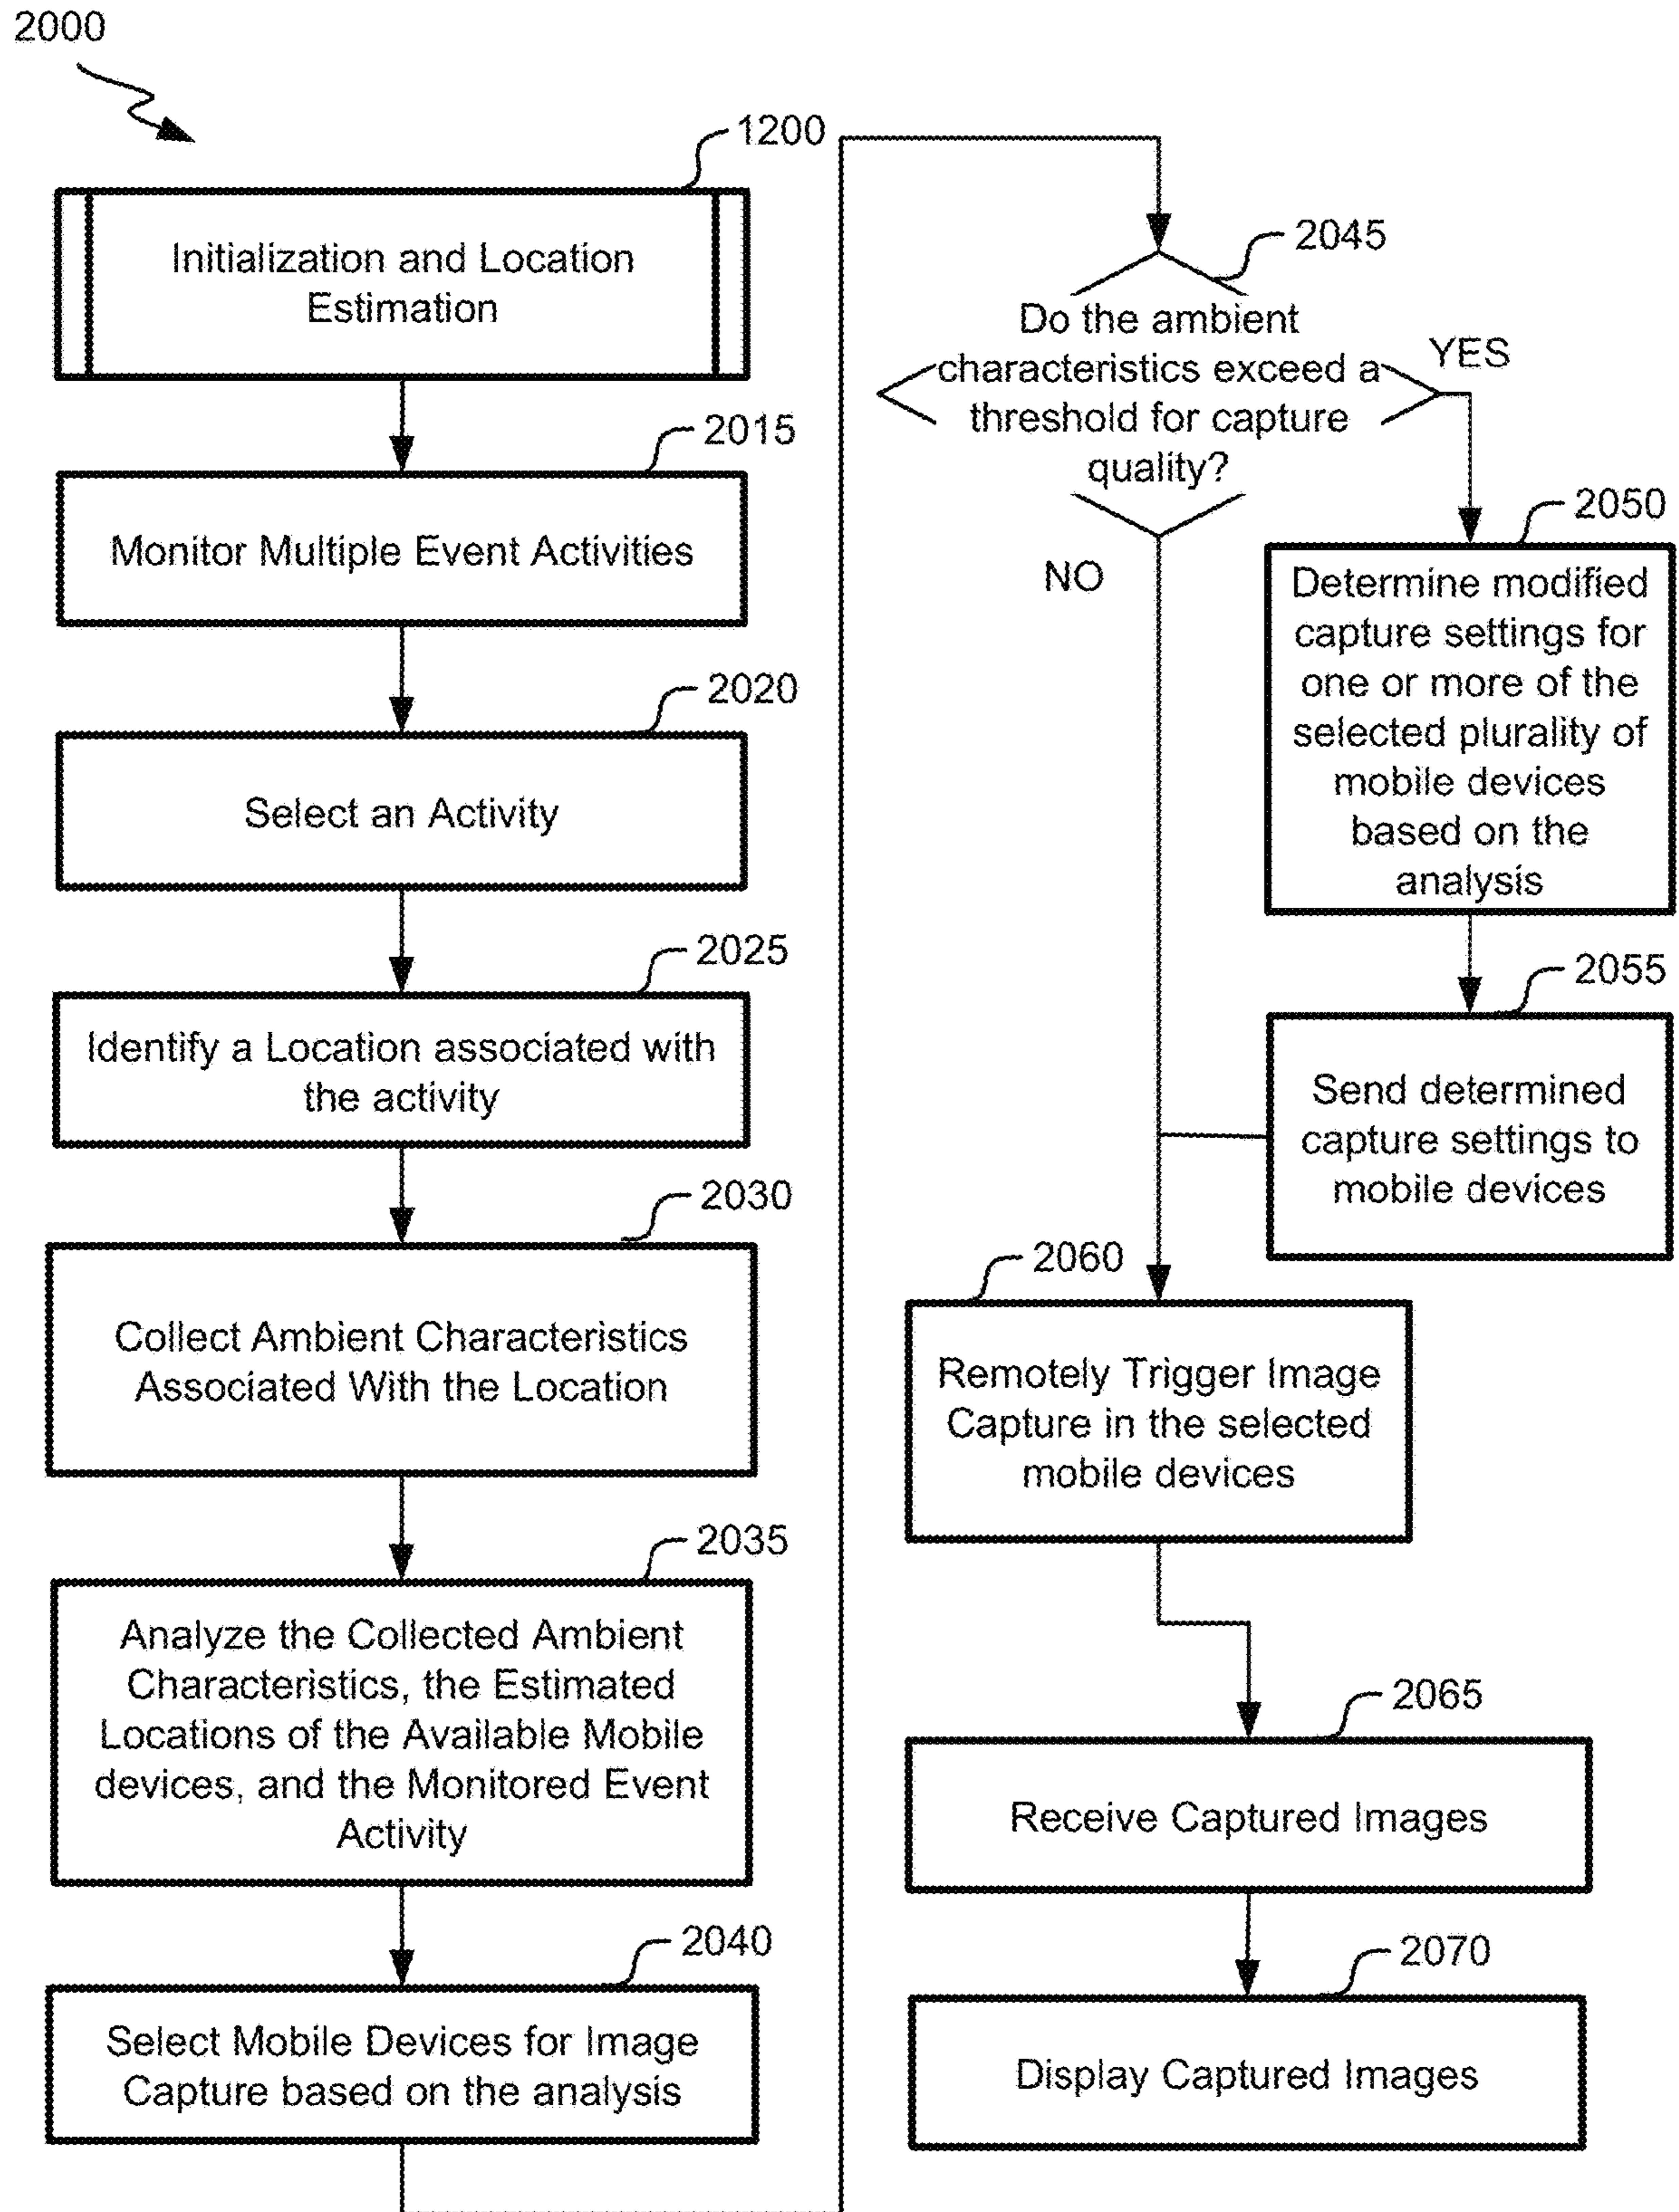 2000
1200
Initialization and Location
Estimation
2015
Monitor Multiple Event Activities
2020
Select an Activity
2025
Identify a Location associated with
the activity
2030
Collect Ambient Characteristics
Associated With the Location
2035
Analyze the Collected Ambient
Characteristics, the Estimated
Locations of the Available Mobile
devices, and the Monitored Event
Activity
2040
Select Mobile Devices for Image
Capture based on the analysis
2045
Do the ambient
characteristics exceed a
threshold for capture
quality?
YES
NO
2050
Determine modified
capture settings for
one or more of the
selected plurality of
mobile devices
based on the
analysis
2055
Send determined
capture settings to
mobile devices
2060
Remotely Trigger Image
Capture in the selected
mobile devices
2065
Receive Captured Images
2070
Display Captured Images